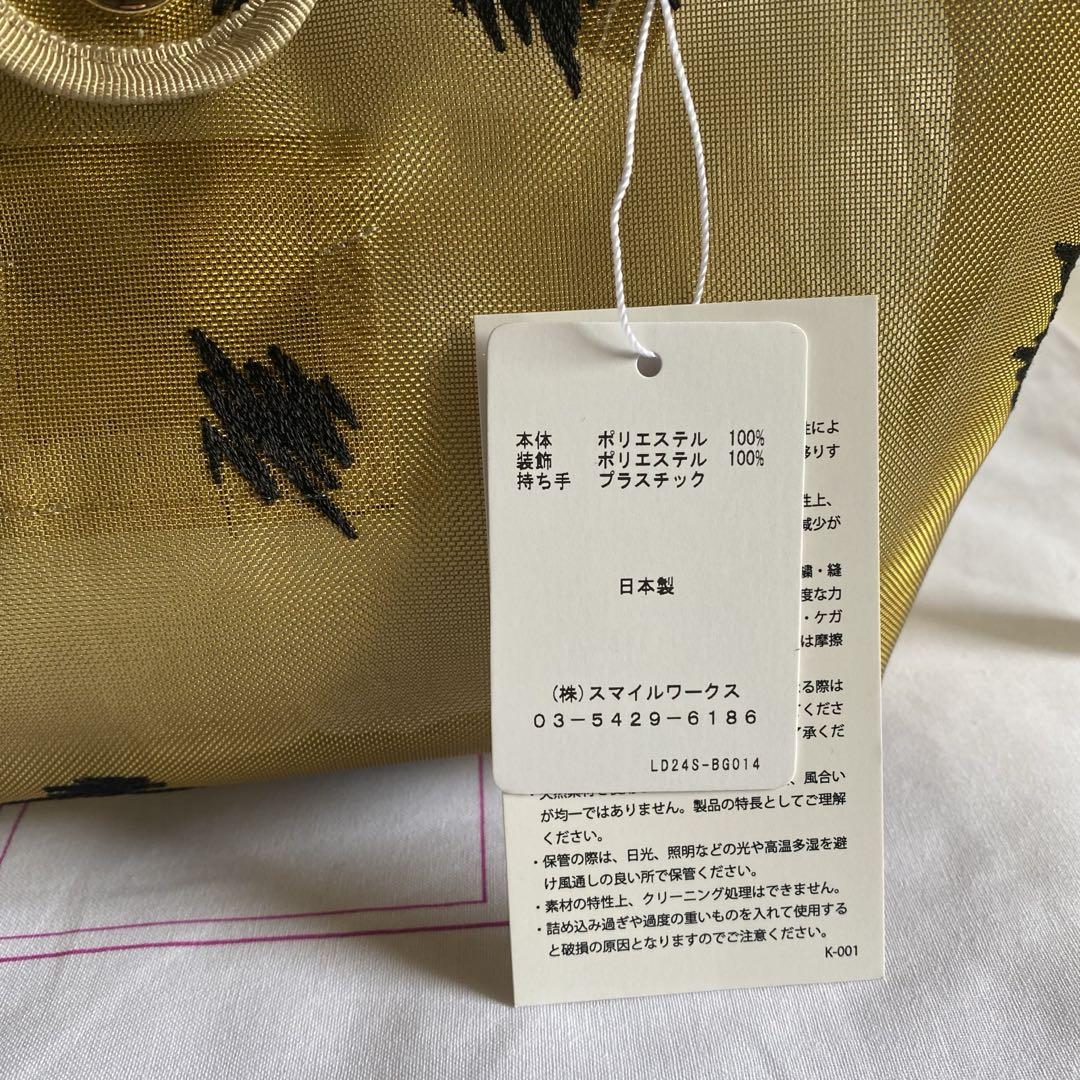 本体 ポリエステル 100%
装飾 ポリエステル 100%
持ち手 プラスチック
日本製
(株)スマイルワークス
03-5429-6186
LD24S-BG014
によ
りす
性上、
減少が
繍・縫
度な力
・ケガ
は摩擦
る際は
くださ
承くだ
、風合い
が均一ではありません。製品の特長としてご理解
ください。
・保管の際は、日光、照明などの光や高温多湿を避
け風通しの良い所で保管ください。
・素材の特性上、クリーニング処理はできません。
・詰め込み過ぎや過度の重いものを入れて使用する
と破損の原因となりますのでご注意ください。
K-001